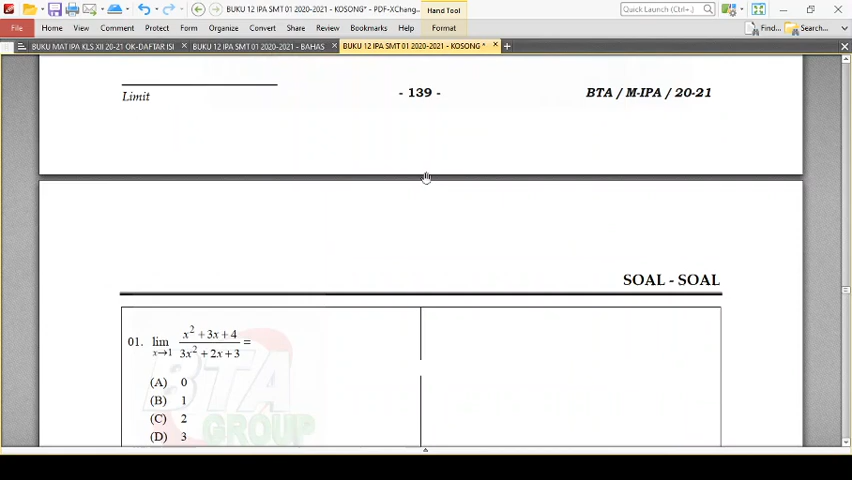 BUKU 12 IPA SMT 01 2020-2021 - KOSONG* - PDF-XChang...
Hand Tool
Quick Launch (Ctrl+.)
File
Home
View
Comment
Protect
Form
Organize
Convert
Share
Review
Bookmarks
Help
Format
Find...
Search...
BUKU MAT IPA KLS XII 20-21 OK-DAFTAR ISI
BUKU 12 IPA SMT 01 2020-2021 - BAHAS
BUKU 12 IPA SMT 01 2020-2021 - KOSONG *
Limit
- 139 -
BTA / M-IPA / 20-21
SOAL - SOAL
01. lim x→1 (x² + 3x + 4)/(3x² + 2x + 3) =
(A) 0
(B) 1
(C) 2
(D) 3
BTA
GROUP